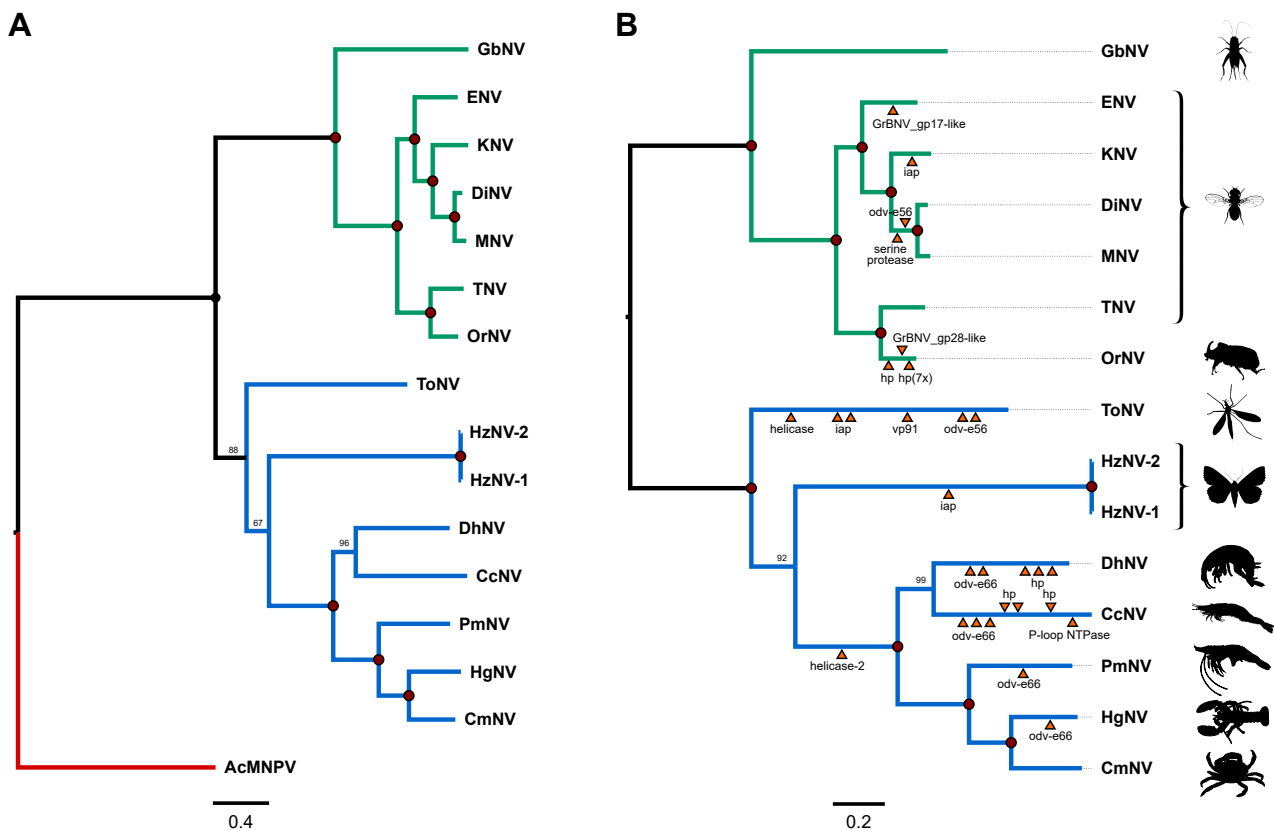 A
GbNV
ENV
KNV
DiNV
MNV
TNV
OrNV
ToNV
88
HzNV-2
HzNV-1
67
DhNV
96
CcNV
PmNV
HgNV
CmNV
AcMNPV
0.4
B
GbNV
ENV
GrBNV_gp17-like
KNV
iap
DiNV
odv-e56
serine
protease
MNV
TNV
GrBNV_gp28-like
OrNV
hp hp(7x)
ToNV
helicase iap vp91 odv-e56
HzNV-2
iap
HzNV-1
92
DhNV
99
odv-e66 hp
hp hp
CcNV
odv-e66 P-loop NTPase
helicase-2
PmNV
odv-e66
HgNV
odv-e66
CmNV
0.2